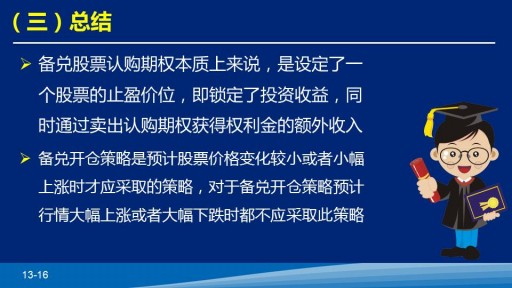 （三）总结
备兑股票认购期权本质上来说，是设定了一
个股票的止盈价位，即锁定了投资收益，同
时通过卖出认购期权获得权利金的额外收入
备兑开仓策略是预计股票价格变化较小或者小幅
上涨时才应采取的策略，对于备兑开仓策略预计
行情大幅上涨或者大幅下跌时都不应采取此策略
13-16